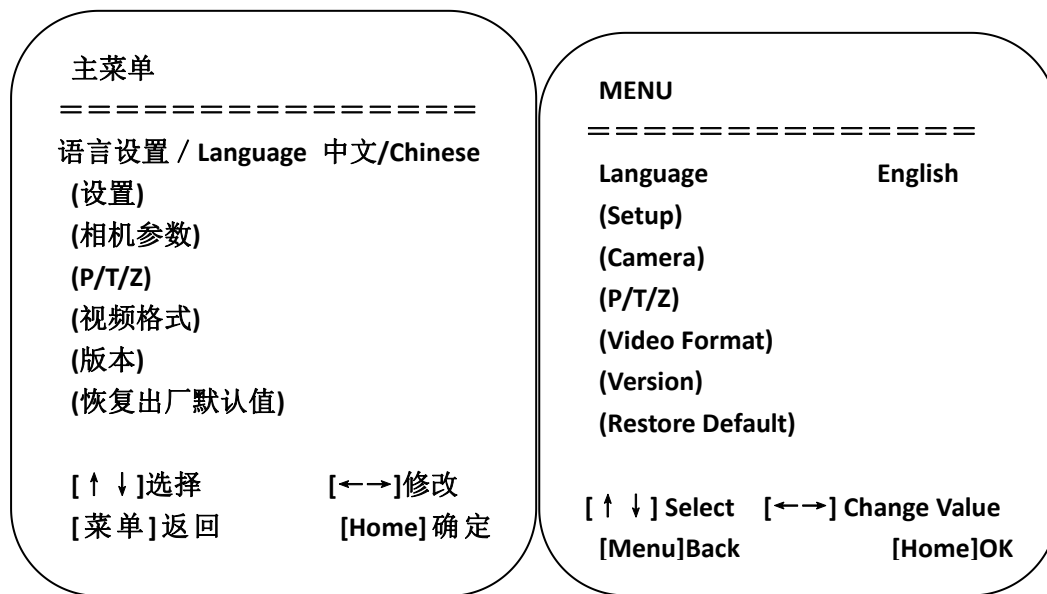 主菜单
===============
语言设置 / Language 中文/Chinese
(设置)
(相机参数)
(P/T/Z)
(视频格式)
(版本)
(恢复出厂默认值)
[↑↓]选择 [←→]修改
[菜单]返回 [Home]确定
MENU
==============
Language English
(Setup)
(Camera)
(P/T/Z)
(Video Format)
(Version)
(Restore Default)
[↑↓] Select [←→] Change Value
[Menu]Back [Home]OK